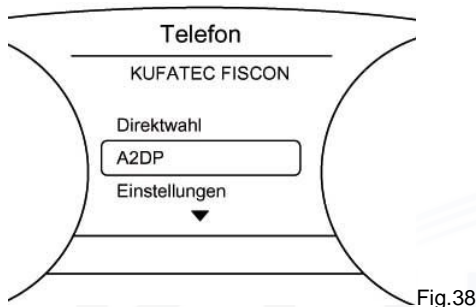 Telefon
KUFATEC FISCON
Direktwahl
A2DP
Einstellungen
Fig.38